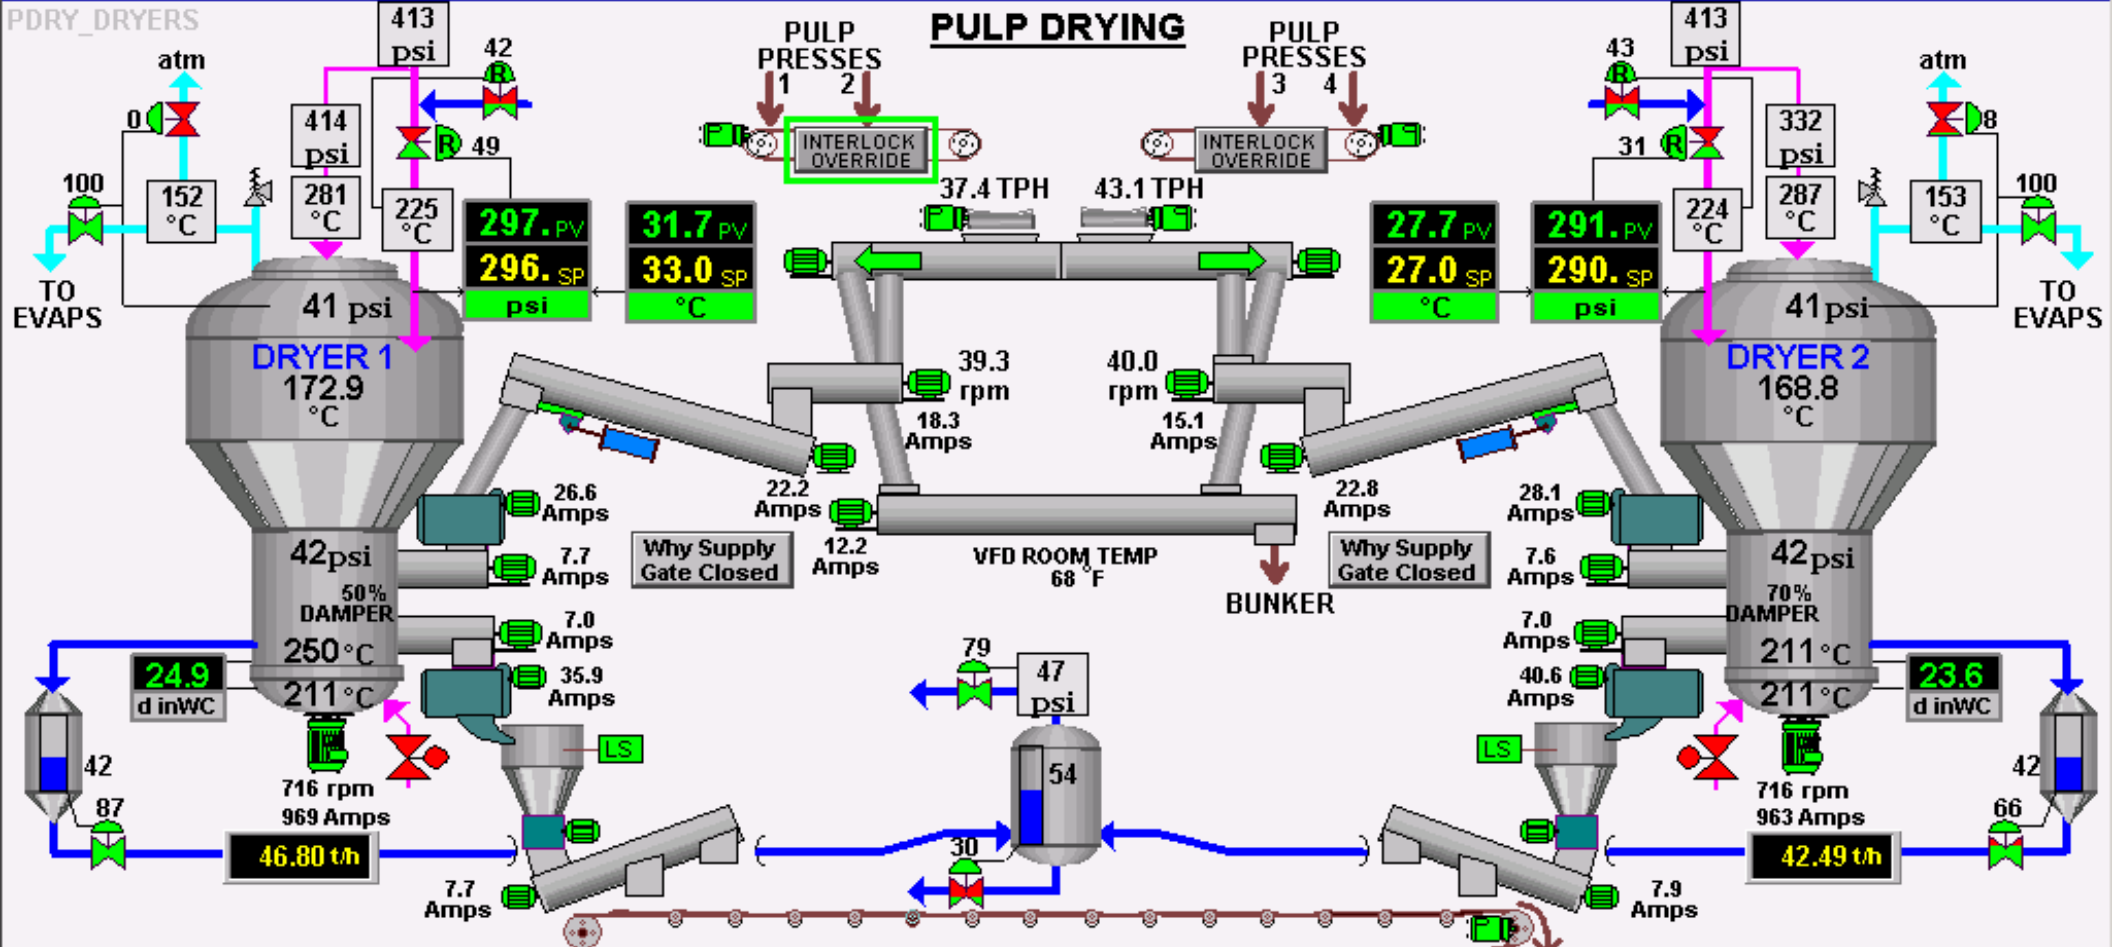 PDRY_DRYERS
PULP DRYING
413
psi
42
R
atm
0
414
psi
49
R
100
152
°C
281
°C
225
°C
TO
EVAPS
297. PV
296. SP
psi
31.7 PV
33.0 SP
°C
PULP
PRESSES
1
2
INTERLOCK
OVERRIDE
PULP
PRESSES
3
4
INTERLOCK
OVERRIDE
37.4 TPH
43.1 TPH
413
psi
43
R
atm
8
332
psi
31
R
100
153
°C
287
°C
224
°C
TO
EVAPS
27.7 PV
27.0 SP
°C
291. PV
290. SP
psi
41 psi
DRYER 1
172.9
°C
39.3
rpm
18.3
Amps
40.0
rpm
15.1
Amps
41psi
DRYER 2
168.8
°C
26.6
Amps
22.2
Amps
22.8
Amps
28.1
Amps
42psi
7.7
Amps
Why Supply
Gate Closed
12.2
Amps
VFD ROOM TEMP
68 °F
BUNKER
Why Supply
Gate Closed
7.6
Amps
42psi
50%
DAMPER
7.0
Amps
7.0
Amps
70%
DAMPER
250°C
211°C
24.9
d inWC
35.9
Amps
79
47
psi
40.6
Amps
211°C
211°C
23.6
d inWC
42
87
716 rpm
969 Amps
LS
54
LS
716 rpm
963 Amps
42
66
46.80 t/h
30
42.49 t/h
7.7
Amps
7.9
Amps